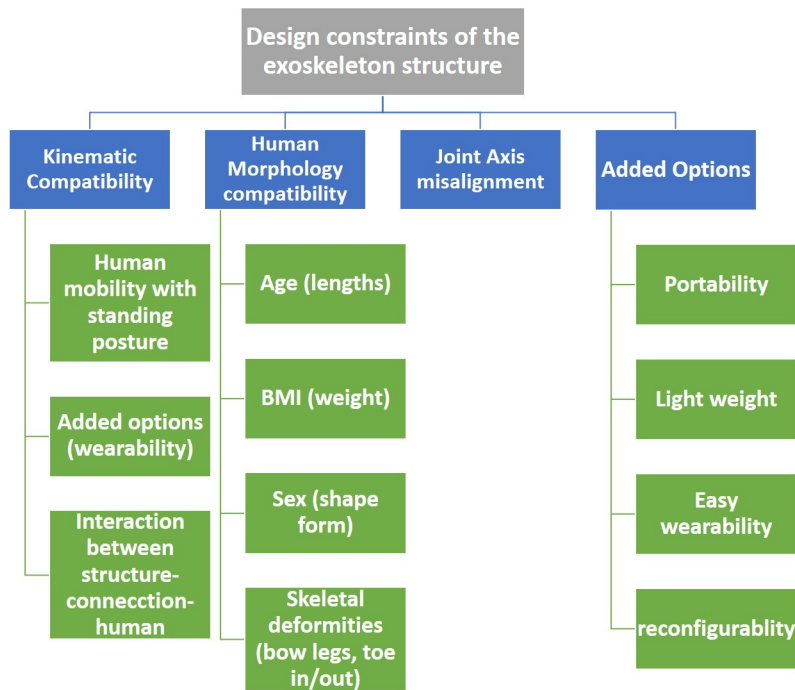 Design constraints of the
exoskeleton structure
Kinematic
Compatibility
Human
Morphology
compatibility
Joint Axis
misalignment
Added Options
Human
mobility with
standing
posture
Added options
(wearability)
Interaction
between
structure-
connecction-
human
Age (lengths)
BMI (weight)
Sex (shape
form)
Skeletal
deformities
(bow legs, toe
in/out)
Portability
Light weight
Easy
wearability
reconfigurablity